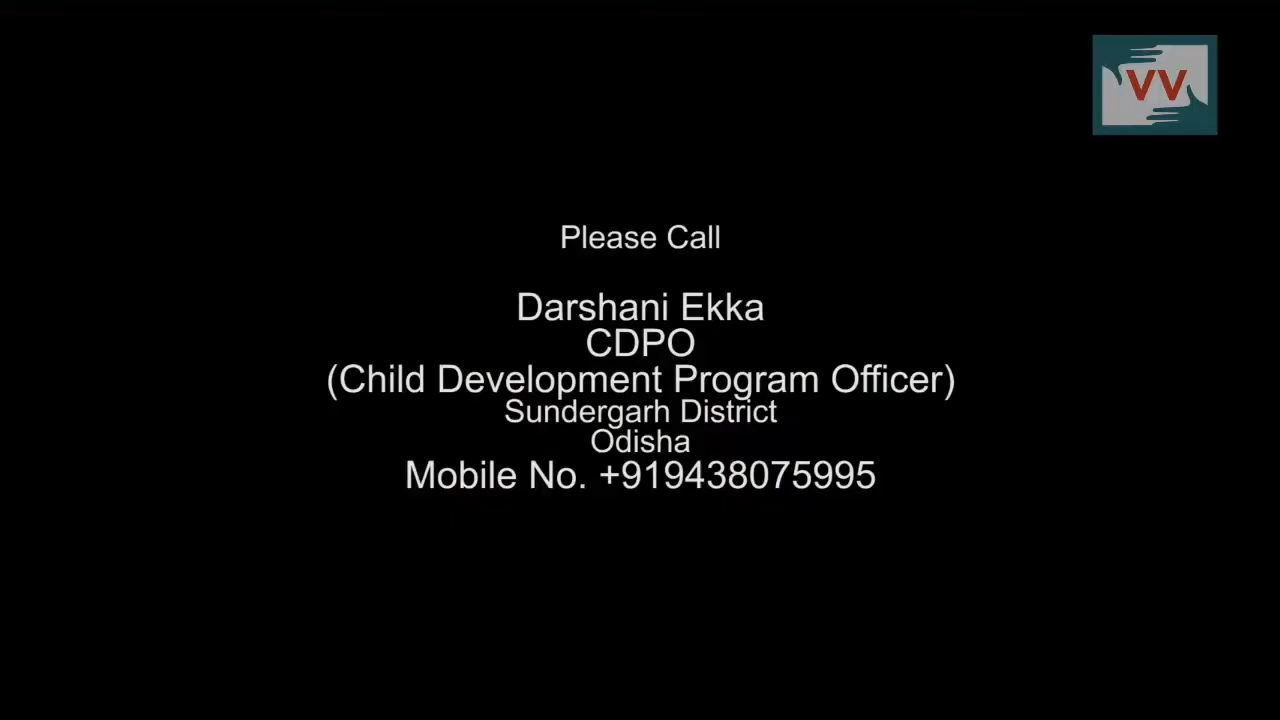 VV
Please Call
Darshani Ekka
CDPO
(Child Development Program Officer)
Sundergarh District
Odisha
Mobile No. +919438075995